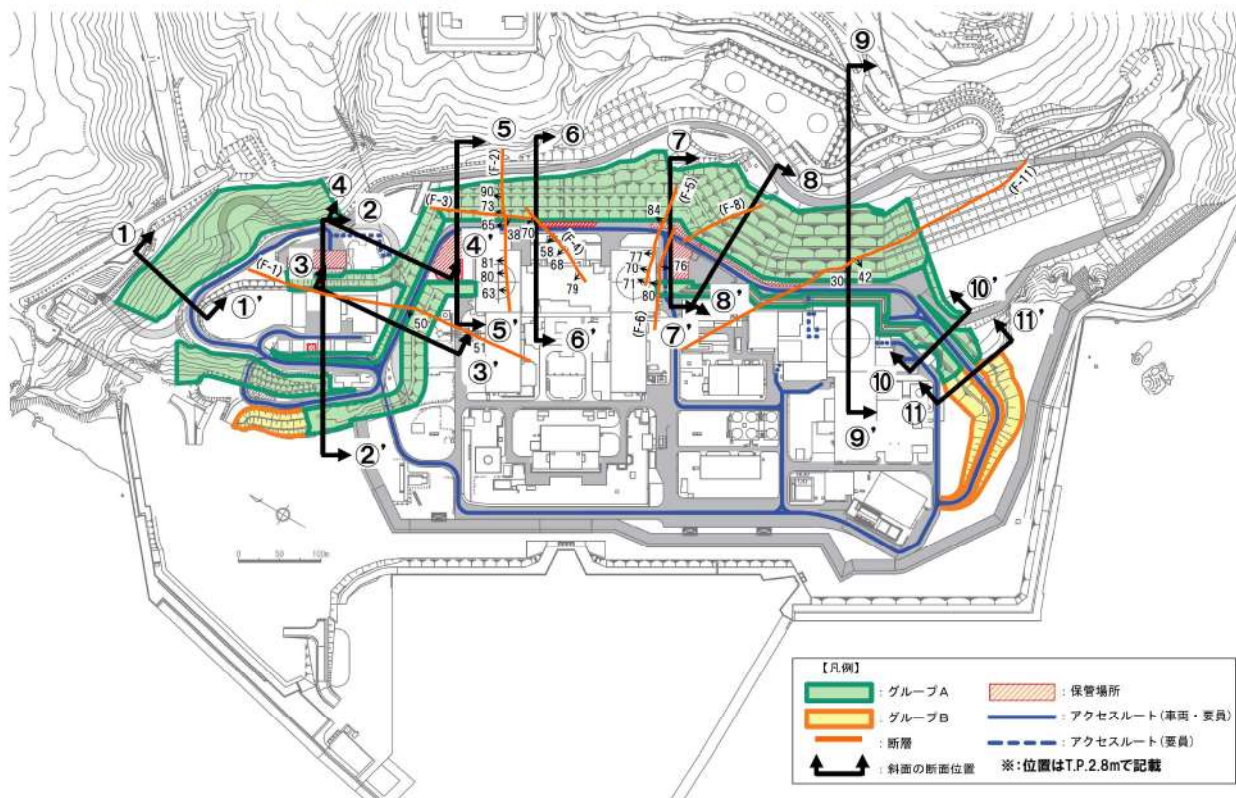 ⑨
⑤
⑥
⑦
④
②
⑧
①
⑨
(F-2)
(F-5)
(F-11)
90
(F-3)
73
84
(F-8)
65
38
70
④'
(F-4)
58
68
③
(F-1)
①'
77
70
76
81
80
63
79
71
80
⑧'
30
42
⑩'
⑪'
50
⑤'
⑥'
(F-6)
⑦'
51
③'
⑩
⑪
②'
⑨'
0 50 100m
【凡例】
: グループA
: グループB
: 断層
: 斜面の断面位置
: 保管場所
: アクセスルート(車両・要員)
: アクセスルート(要員)
※:位置はT.P.2.8mで記載